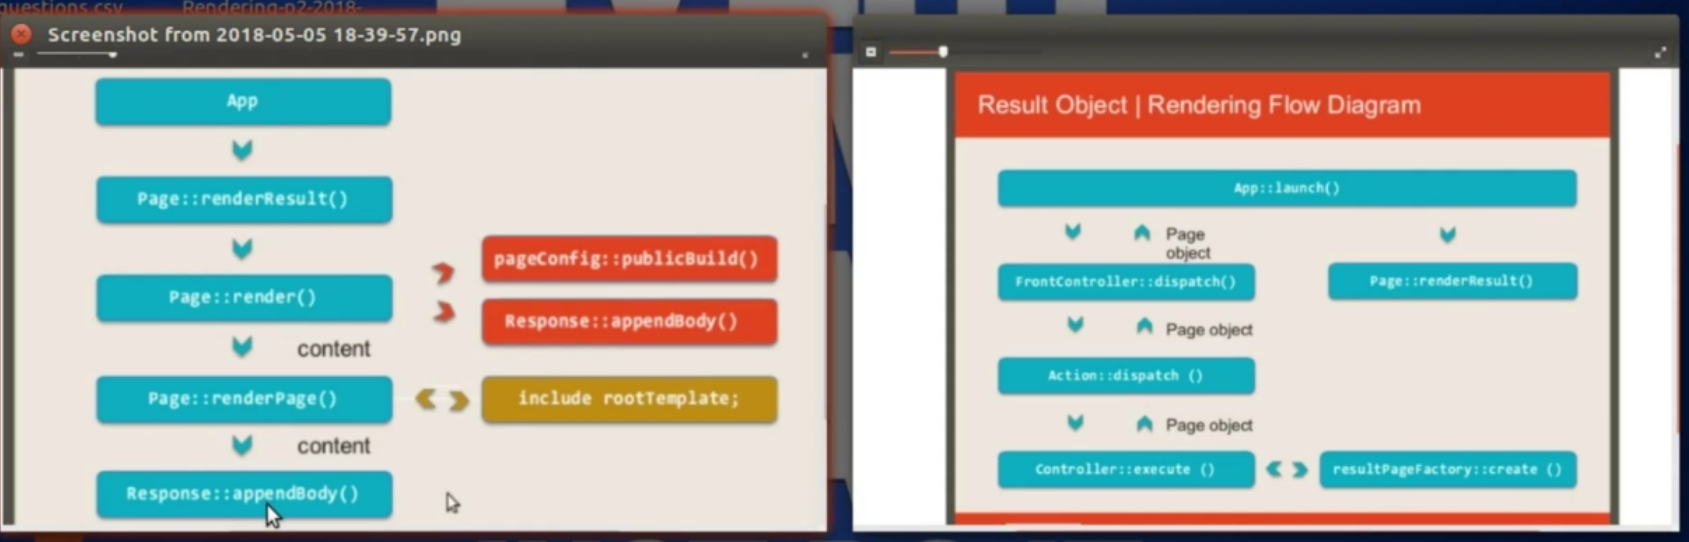 questions.csv
Rendering-p2-2018-
Screenshot from 2018-05-05 18-39-57.png
App
Page::renderResult()
Page::render()
pageConfig::publicBuild()
Response::appendBody()
content
Page::renderPage()
include rootTemplate;
content
Response::appendBody()
Result Object | Rendering Flow Diagram
App::launch()
Page
object
FrontController::dispatch()
Page::renderResult()
Page object
Action::dispatch ()
Page object
Controller::execute ()
resultPageFactory::create ()